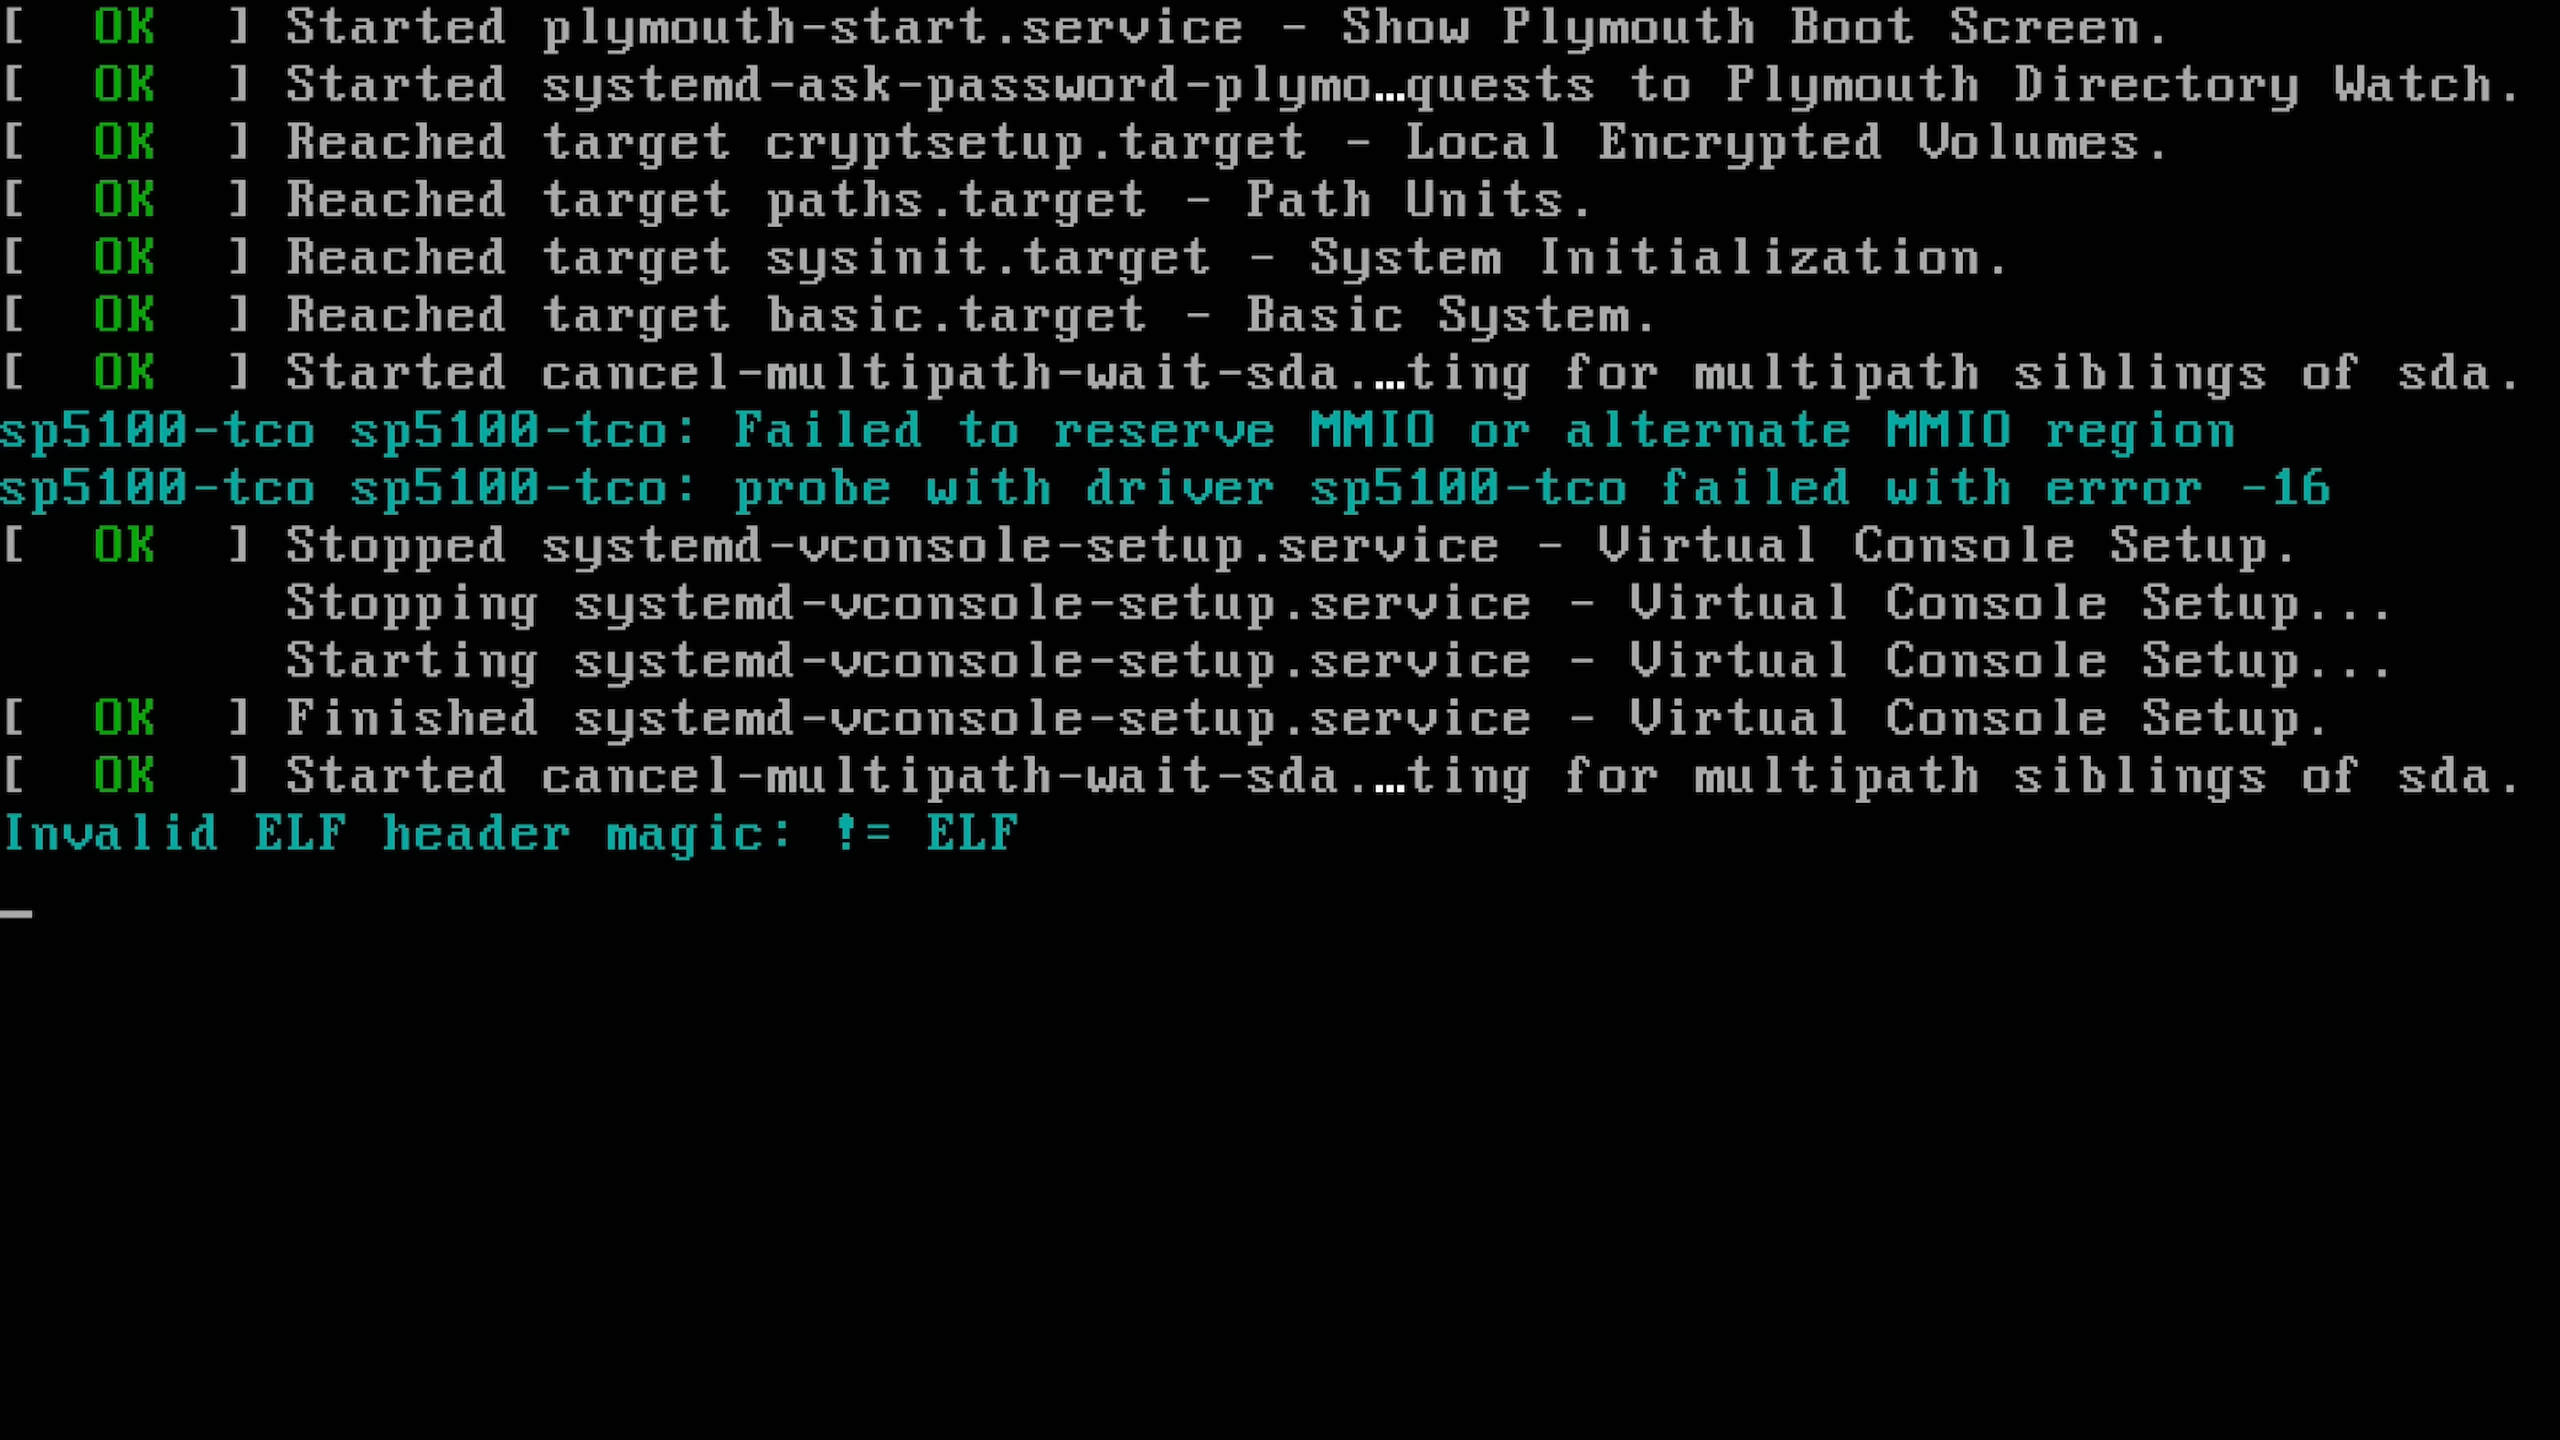 [  OK  ] Started plymouth-start.service - Show Plymouth Boot Screen.
[  OK  ] Started systemd-ask-password-plymo…quests to Plymouth Directory Watch.
[  OK  ] Reached target cryptsetup.target - Local Encrypted Volumes.
[  OK  ] Reached target paths.target - Path Units.
[  OK  ] Reached target sysinit.target - System Initialization.
[  OK  ] Reached target basic.target - Basic System.
[  OK  ] Started cancel-multipath-wait-sda.…ting for multipath siblings of sda.
sp5100-tco sp5100-tco: Failed to reserve MMIO or alternate MMIO region
sp5100-tco sp5100-tco: probe with driver sp5100-tco failed with error -16
[  OK  ] Stopped systemd-vconsole-setup.service - Virtual Console Setup.
         Stopping systemd-vconsole-setup.service - Virtual Console Setup...
         Starting systemd-vconsole-setup.service - Virtual Console Setup...
[  OK  ] Finished systemd-vconsole-setup.service - Virtual Console Setup.
[  OK  ] Started cancel-multipath-wait-sda.…ting for multipath siblings of sda.
Invalid ELF header magic: != ELF